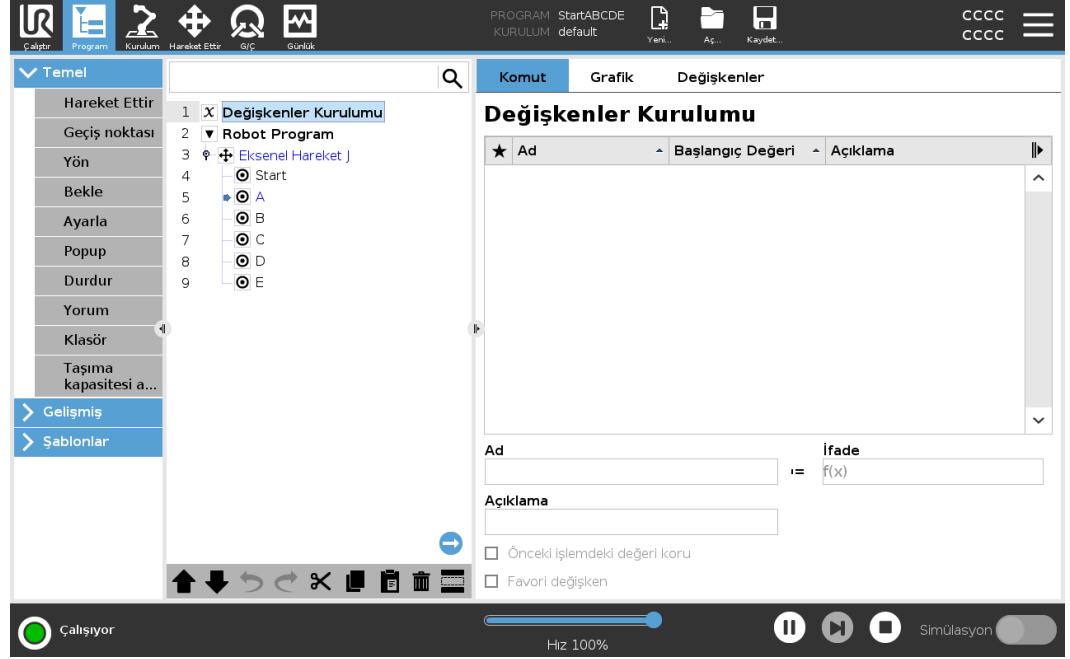 UR
PROGRAM StartABCDE
KURULUM default
Çalıştır
Program
Kurulum
Hareket Ettir
G/Ç
Günlük
Yeni...
Aç...
Kaydet...
CCCC
CCCC
Temel
Hareket Ettir
Geçiş noktası
Yön
Bekle
Ayarla
Popup
Durdur
Yorum
Klasör
Taşıma
kapasitesi a...
Gelişmiş
Şablonlar
1 X Değişkenler Kurulumu
2 Robot Program
3 Eksenel Hareket J
4 Start
5 A
6 B
7 C
8 D
9 E
Komut Grafik Değişkenler
Değişkenler Kurulumu
Ad Başlangıç Değeri Açıklama
Ad İfade
:= f(x)
Açıklama
Önceki işlemdeki değeri koru
Favori değişken
Çalışıyor
Hız 100%
Simülasyon